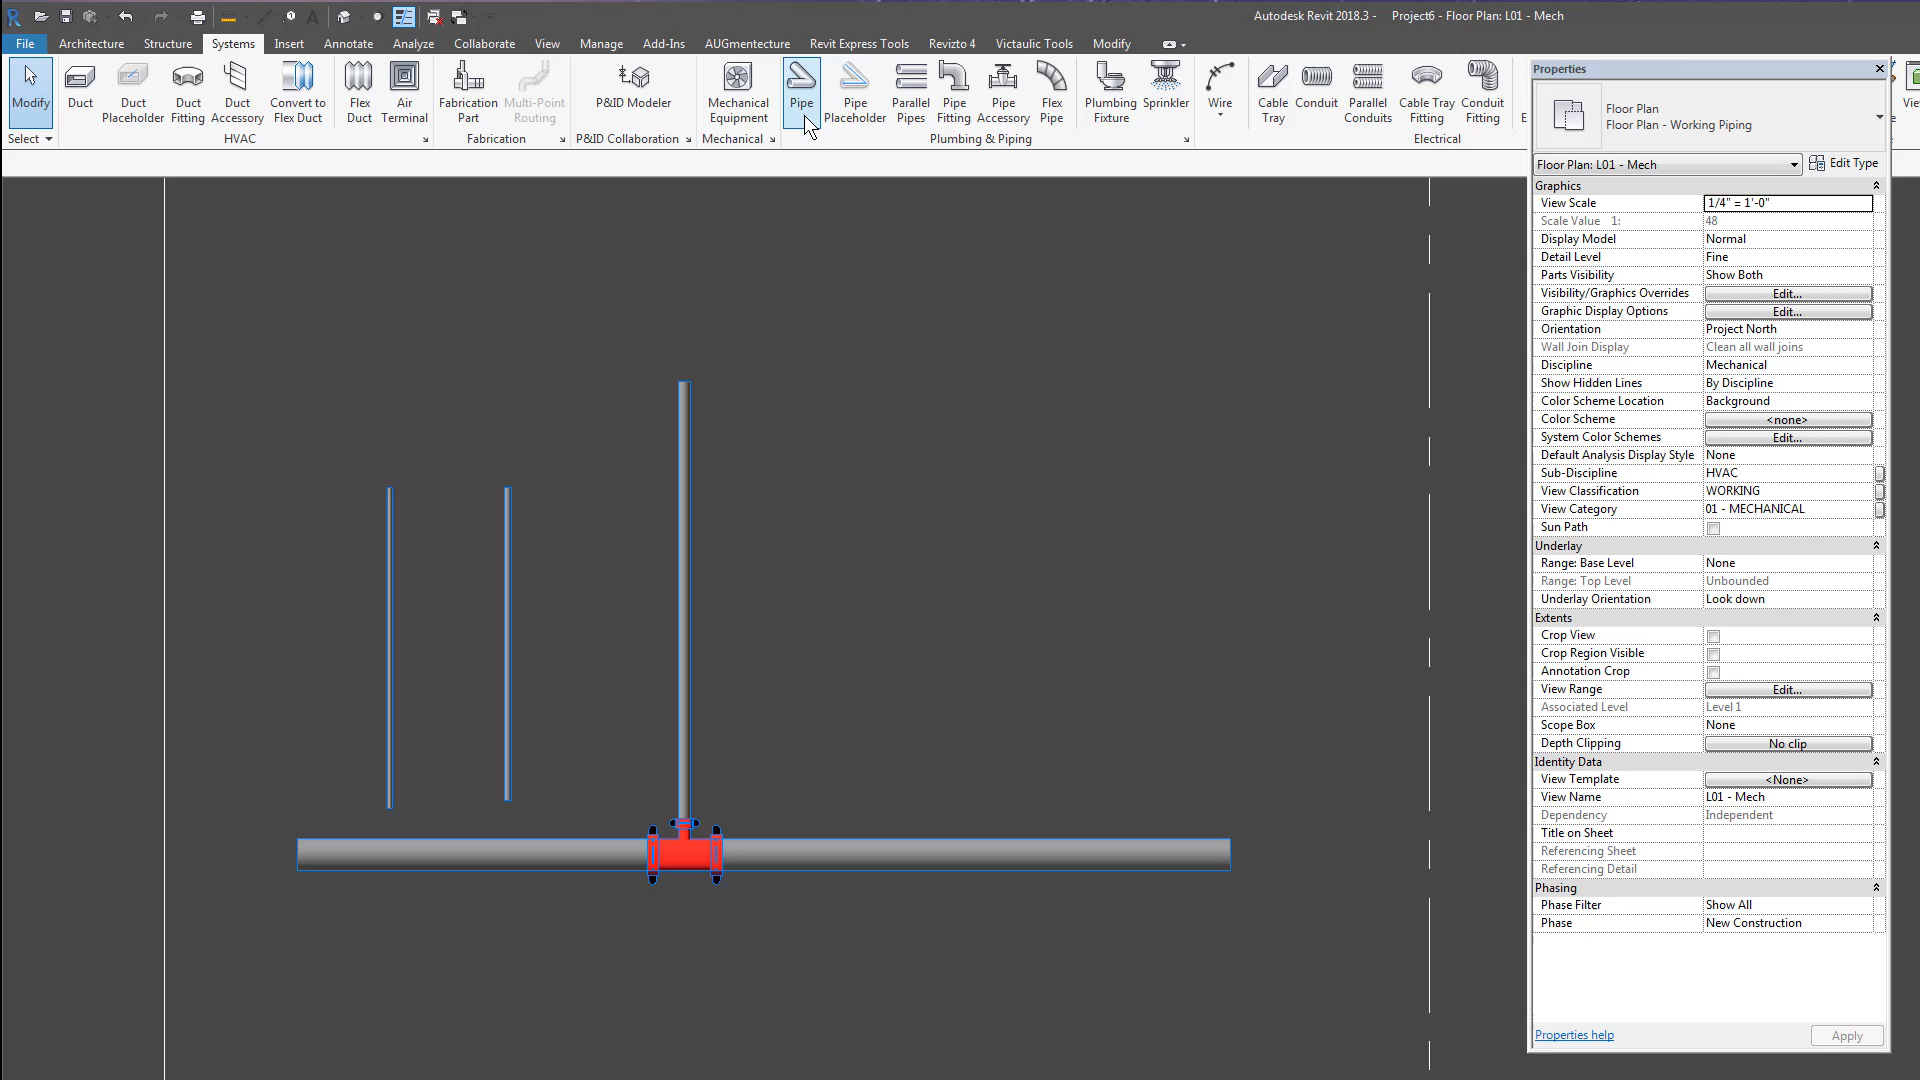 Autodesk Revit 2018.3 - Project6 - Floor Plan: L01 - Mech
File Architecture Structure Systems Insert Annotate Analyze Collaborate View Manage Add-Ins AUGmentecture Revit Express Tools Revizto 4 Victaulic Tools Modify
Modify
Duct
Duct Placeholder
Duct Fitting
Duct Accessory
Convert to Flex Duct
Flex Duct
Air Terminal
Fabrication Part
Multi-Point Routing
P&ID Modeler
Mechanical Equipment
Pipe
Pipe Placeholder
Parallel Pipes
Pipe Fitting
Pipe Accessory
Flex Pipe
Plumbing Fixture
Sprinkler
Wire
Cable Tray
Conduit
Parallel Conduits
Cable Tray Fitting
Conduit Fitting
Select HVAC Fabrication P&ID Collaboration Mechanical Plumbing & Piping Electrical
Properties
Floor Plan
Floor Plan - Working Piping
Floor Plan: L01 - Mech Edit Type
Graphics
View Scale 1/4" = 1'-0"
Scale Value 1: 48
Display Model Normal
Detail Level Fine
Parts Visibility Show Both
Visibility/Graphics Overrides Edit...
Graphic Display Options Edit...
Orientation Project North
Wall Join Display Clean all wall joins
Discipline Mechanical
Show Hidden Lines By Discipline
Color Scheme Location Background
Color Scheme <none>
System Color Schemes Edit...
Default Analysis Display Style None
Sub-Discipline HVAC
View Classification WORKING
View Category 01 - MECHANICAL
Sun Path
Underlay
Range: Base Level None
Range: Top Level Unbounded
Underlay Orientation Look down
Extents
Crop View
Crop Region Visible
Annotation Crop
View Range Edit...
Associated Level Level 1
Scope Box None
Depth Clipping No clip
Identity Data
View Template <None>
View Name L01 - Mech
Dependency Independent
Title on Sheet
Referencing Sheet
Referencing Detail
Phasing
Phase Filter Show All
Phase New Construction
Properties help Apply